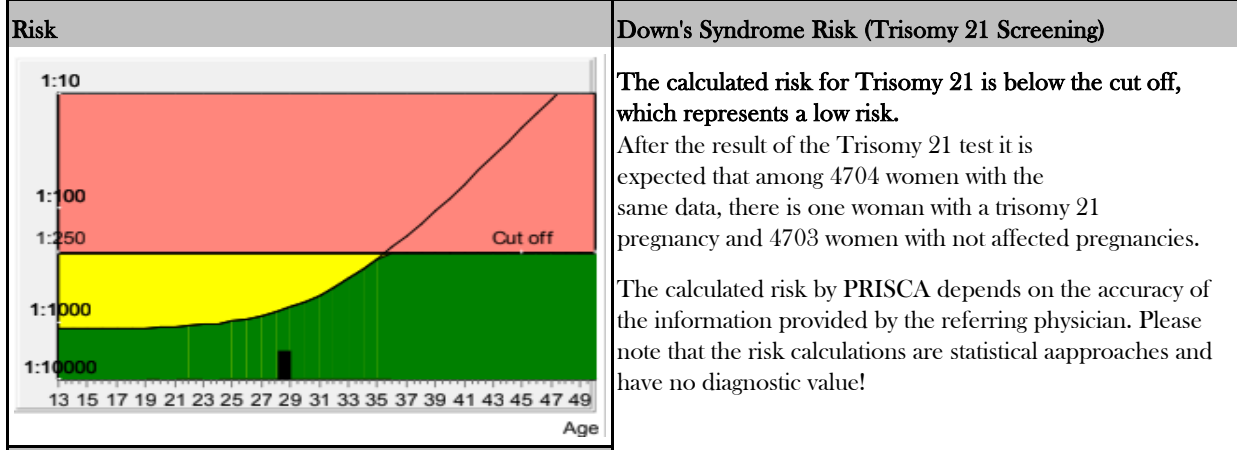 Risk
Down's Syndrome Risk (Trisomy 21 Screening)
1:10
1:100
1:250
Cut off
1:1000
1:10000
13 15 17 19 21 23 25 27 29 31 33 35 37 39 41 43 45 47 49
Age
The calculated risk for Trisomy 21 is below the cut off,
which represents a low risk.
After the result of the Trisomy 21 test it is
expected that among 4704 women with the
same data, there is one woman with a trisomy 21
pregnancy and 4703 women with not affected pregnancies.
The calculated risk by PRISCA depends on the accuracy of
the information provided by the referring physician. Please
note that the risk calculations are statistical aapproaches and
have no diagnostic value!